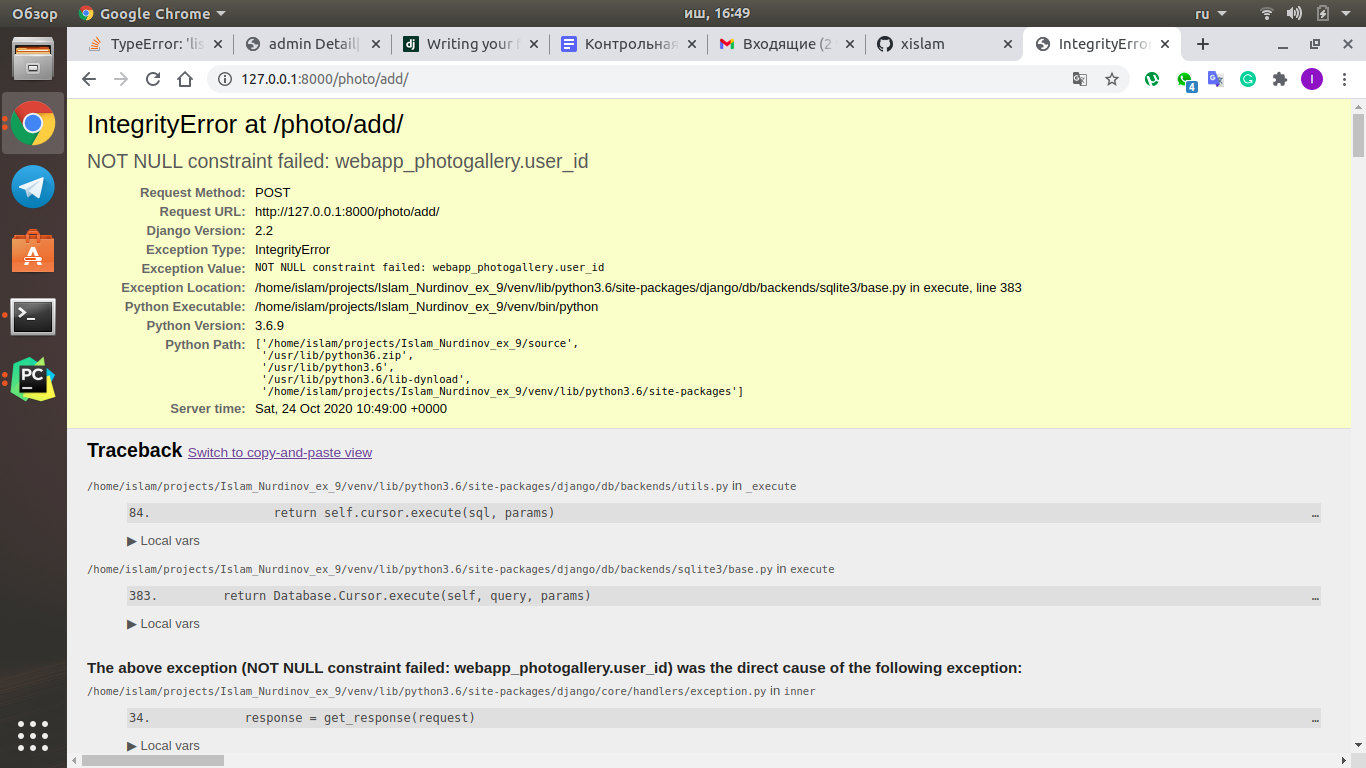 Обзор Google Chrome иш, 16:49 ru
TypeError: 'lis admin Detail| dj Writing your Контрольная Входящие (2 xislam IntegrityError
127.0.0.1:8000/photo/add/ 4 I
IntegrityError at /photo/add/
NOT NULL constraint failed: webapp_photogallery.user_id
Request Method: POST
Request URL: http://127.0.0.1:8000/photo/add/
Django Version: 2.2
Exception Type: IntegrityError
Exception Value: NOT NULL constraint failed: webapp_photogallery.user_id
Exception Location: /home/islam/projects/Islam_Nurdinov_ex_9/venv/lib/python3.6/site-packages/django/db/backends/sqlite3/base.py in execute, line 383
Python Executable: /home/islam/projects/Islam_Nurdinov_ex_9/venv/bin/python
Python Version: 3.6.9
Python Path: ['/home/islam/projects/Islam_Nurdinov_ex_9/source',
'/usr/lib/python36.zip',
'/usr/lib/python3.6',
'/usr/lib/python3.6/lib-dynload',
'/home/islam/projects/Islam_Nurdinov_ex_9/venv/lib/python3.6/site-packages']
Server time: Sat, 24 Oct 2020 10:49:00 +0000
Traceback Switch to copy-and-paste view
/home/islam/projects/Islam_Nurdinov_ex_9/venv/lib/python3.6/site-packages/django/db/backends/utils.py in _execute
84. return self.cursor.execute(sql, params) …
▶ Local vars
/home/islam/projects/Islam_Nurdinov_ex_9/venv/lib/python3.6/site-packages/django/db/backends/sqlite3/base.py in execute
383. return Database.Cursor.execute(self, query, params) …
▶ Local vars
The above exception (NOT NULL constraint failed: webapp_photogallery.user_id) was the direct cause of the following exception:
/home/islam/projects/Islam_Nurdinov_ex_9/venv/lib/python3.6/site-packages/django/core/handlers/exception.py in inner
34. response = get_response(request) …
▶ Local vars
PC